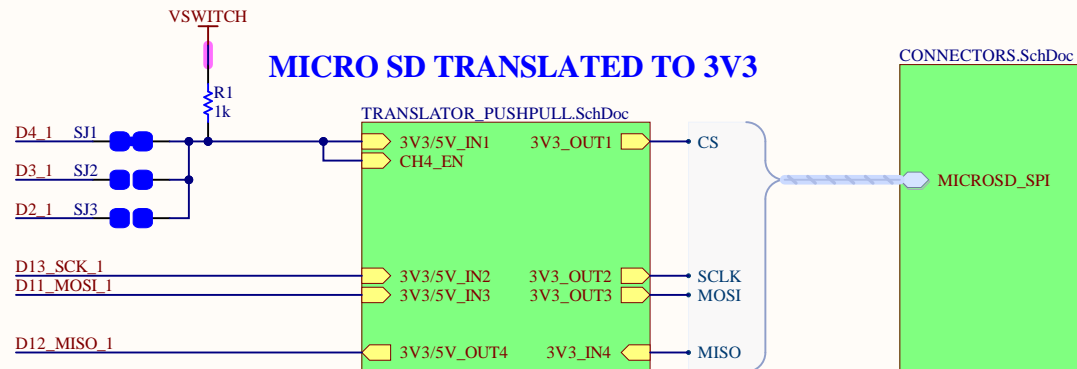 VSWITCH
MICRO SD TRANSLATED TO 3V3
CONNECTORS.SchDoc
R1
1k
TRANSLATOR_PUSHPULL.SchDoc
D4_1 SJ1 3V3/5V_IN1 3V3_OUT1 CS
CH4_EN
D3_1 SJ2 MICROSD_SPI
D2_1 SJ3
D13_SCK_1 3V3/5V_IN2 3V3_OUT2 SCLK
D11_MOSI_1 3V3/5V_IN3 3V3_OUT3 MOSI
D12_MISO_1 3V3/5V_OUT4 3V3_IN4 MISO